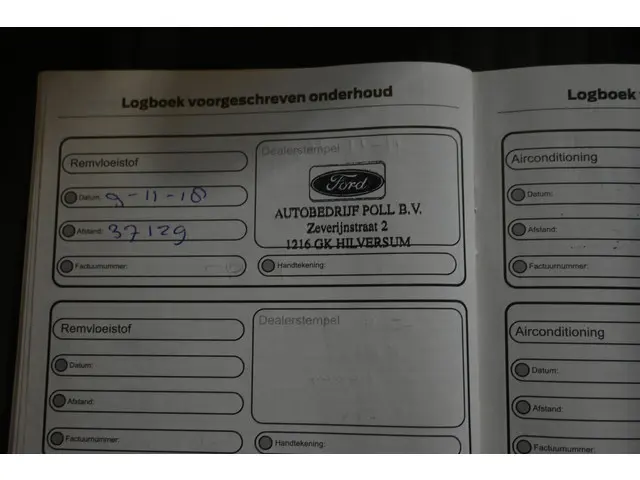 Logboek voorgeschreven onderhoud
Remvloeistof
Datum: 9-11-18
Afstand: 37129
Factuurnummer:
Dealerstempel
Ford
AUTOBEDRIJF POLL B.V.
Zeverijnstraat 2
1216 GK HILVERSUM
Handtekening:
Remvloeistof
Datum:
Afstand:
Factuurnummer:
Dealerstempel
Handtekening:
Logboek
Airconditioning
Datum:
Afstand:
Factuurnummer:
Airconditioning
Datum:
Afstand:
Factuurnummer: